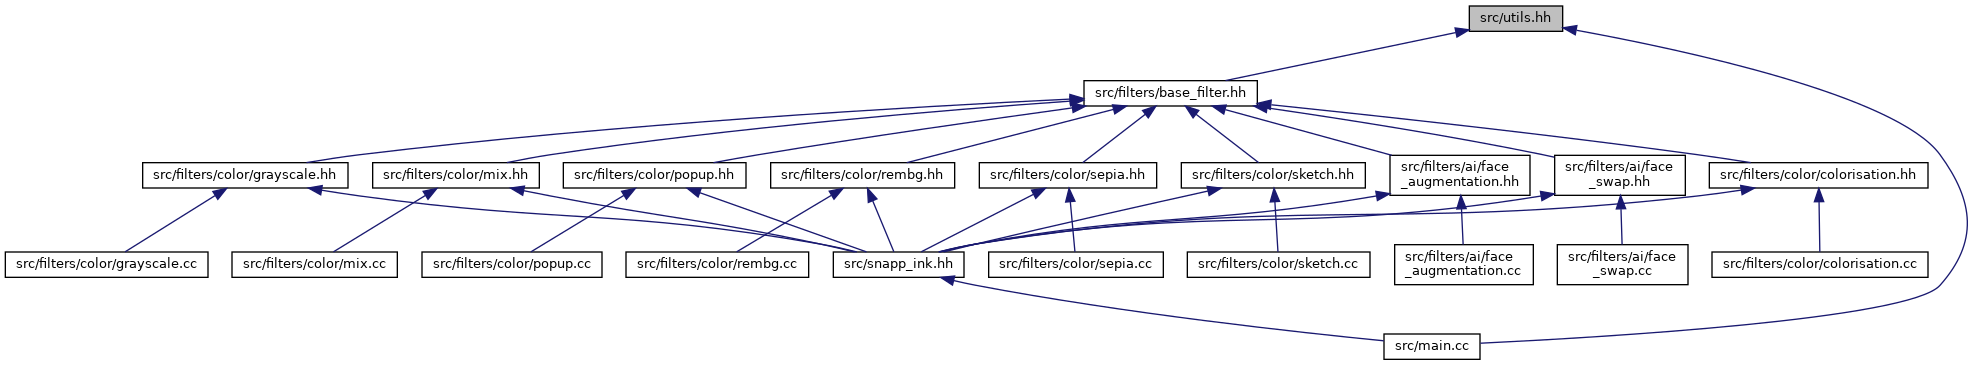 src/utils.hh
src/filters/base_filter.hh
src/filters/color/grayscale.hh
src/filters/color/mix.hh
src/filters/color/popup.hh
src/filters/color/rembg.hh
src/filters/color/sepia.hh
src/filters/color/sketch.hh
src/filters/ai/face
_augmentation.hh
src/filters/ai/face
_swap.hh
src/filters/color/colorisation.hh
src/filters/color/grayscale.cc
src/filters/color/mix.cc
src/filters/color/popup.cc
src/filters/color/rembg.cc
src/snapp_ink.hh
src/filters/color/sepia.cc
src/filters/color/sketch.cc
src/filters/ai/face
_augmentation.cc
src/filters/ai/face
_swap.cc
src/filters/color/colorisation.cc
src/main.cc